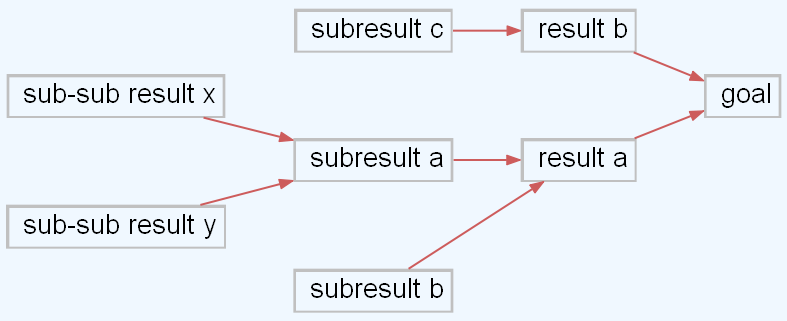 subresult c
result b
sub-sub result x
goal
subresult a
result a
sub-sub result y
subresult b